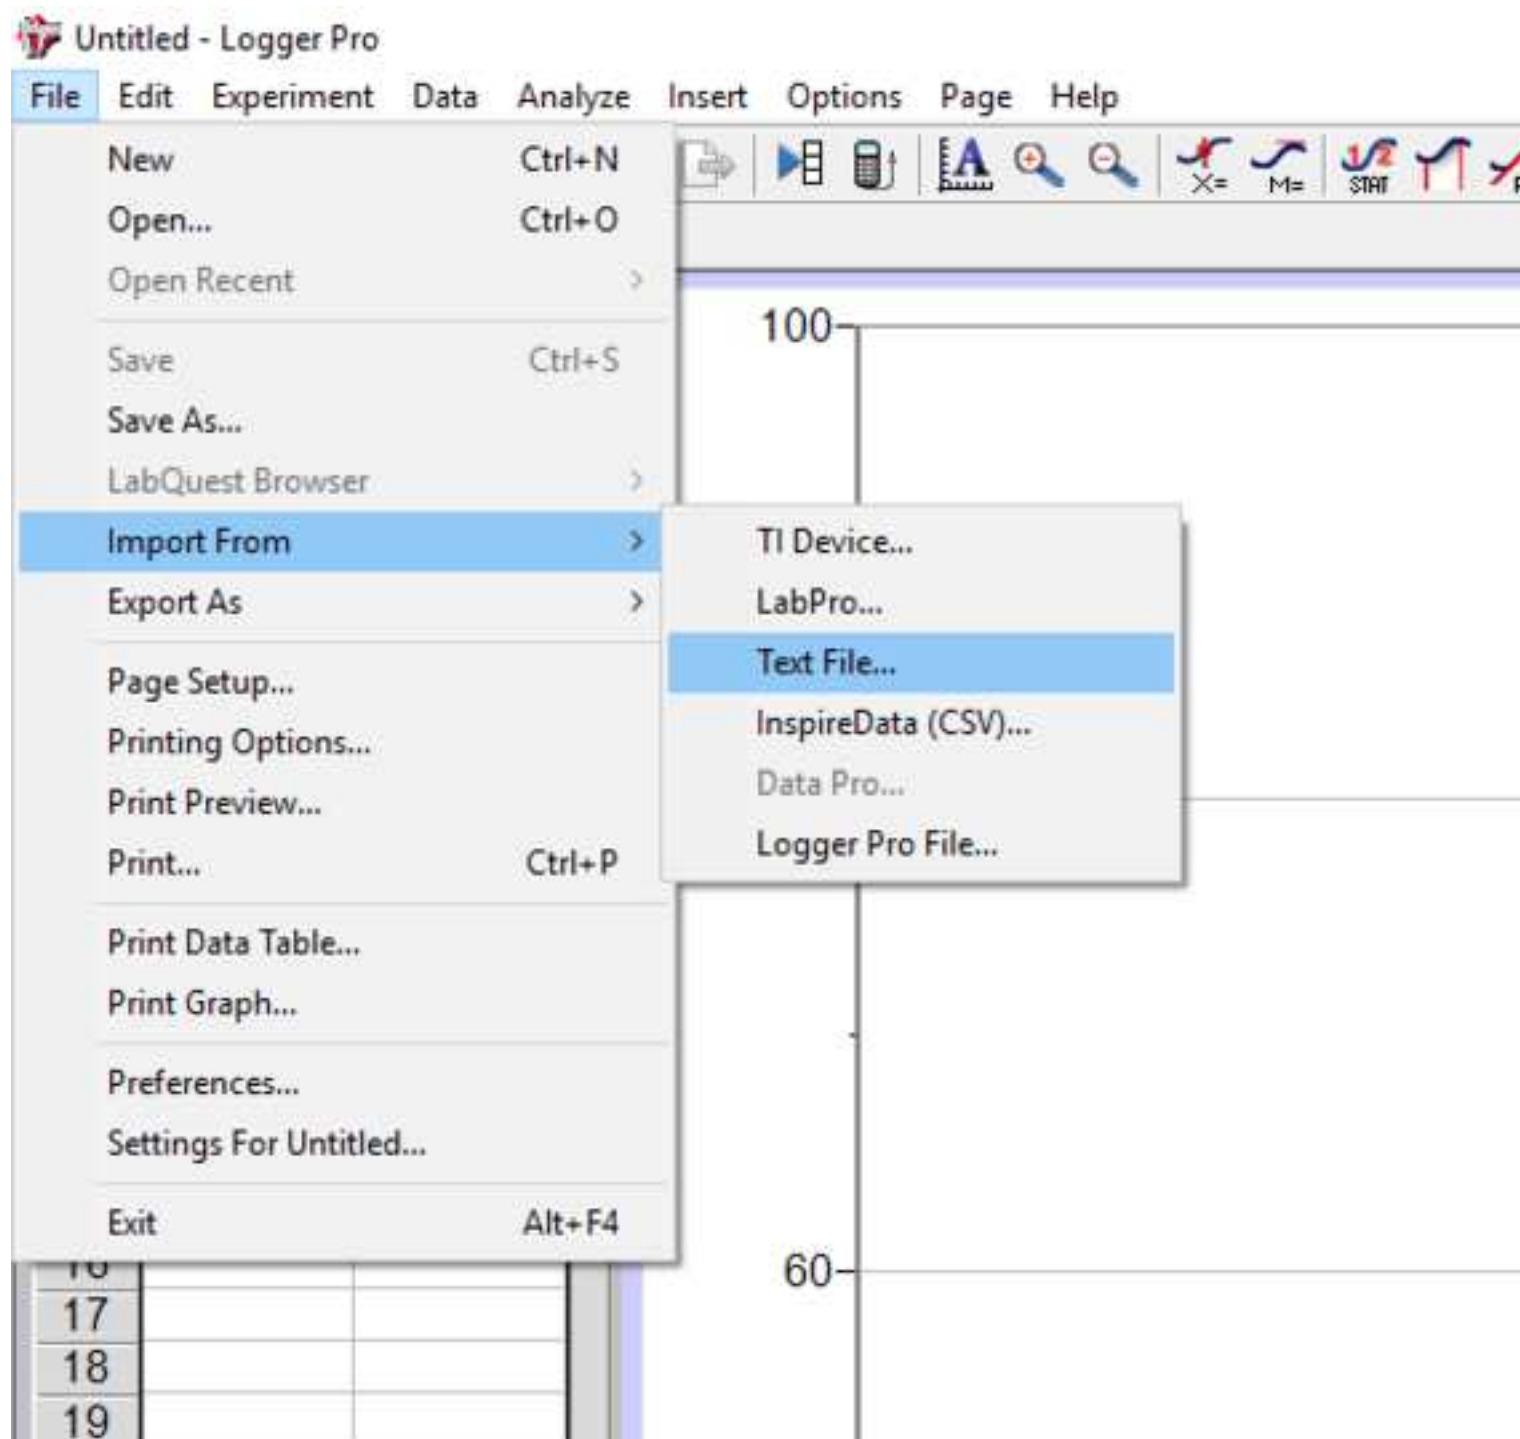 Untitled - Logger Pro
File Edit Experiment Data Analyze Insert Options Page Help
New Ctrl+N
Open... Ctrl+O
Open Recent
Save Ctrl+S
Save As...
LabQuest Browser
Import From
Export As
Page Setup...
Printing Options...
Print Preview...
Print... Ctrl+P
Print Data Table...
Print Graph...
Preferences...
Settings For Untitled...
Exit Alt+F4
TI Device...
LabPro...
Text File...
InspireData (CSV)...
Data Pro...
Logger Pro File...
A X= M= 1/2 STAT
100
60
16
17
18
19